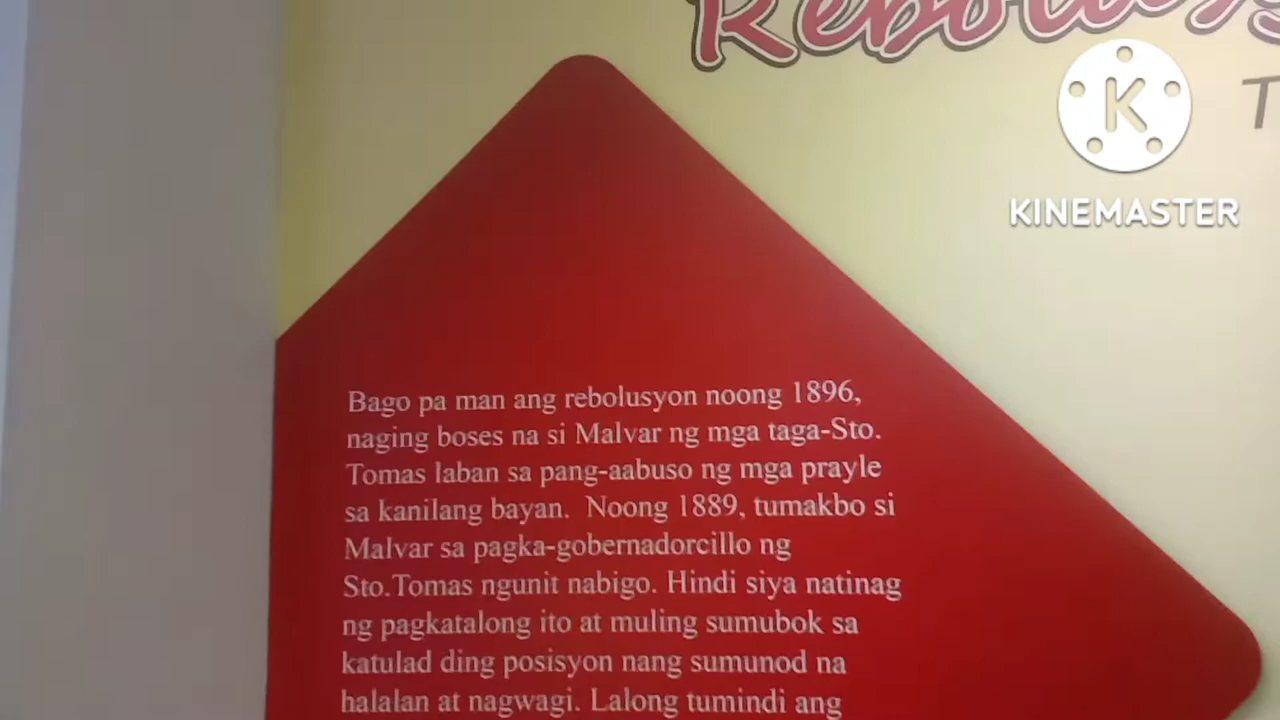 KINEMASTER
Bago pa man ang rebolusyon noong 1896,
naging boses na si Malvar ng mga taga-Sto.
Tomas laban sa pang-aabuso ng mga prayle
sa kanilang bayan. Noong 1889, tumakbo si
Malvar sa pagka-gobernadorcillo ng
Sto.Tomas ngunit nabigo. Hindi siya natinag
ng pagkatalong ito at muling sumubok sa
katulad ding posisyon nang sumunod na
halalan at nagwagi. Lalong tumindi ang